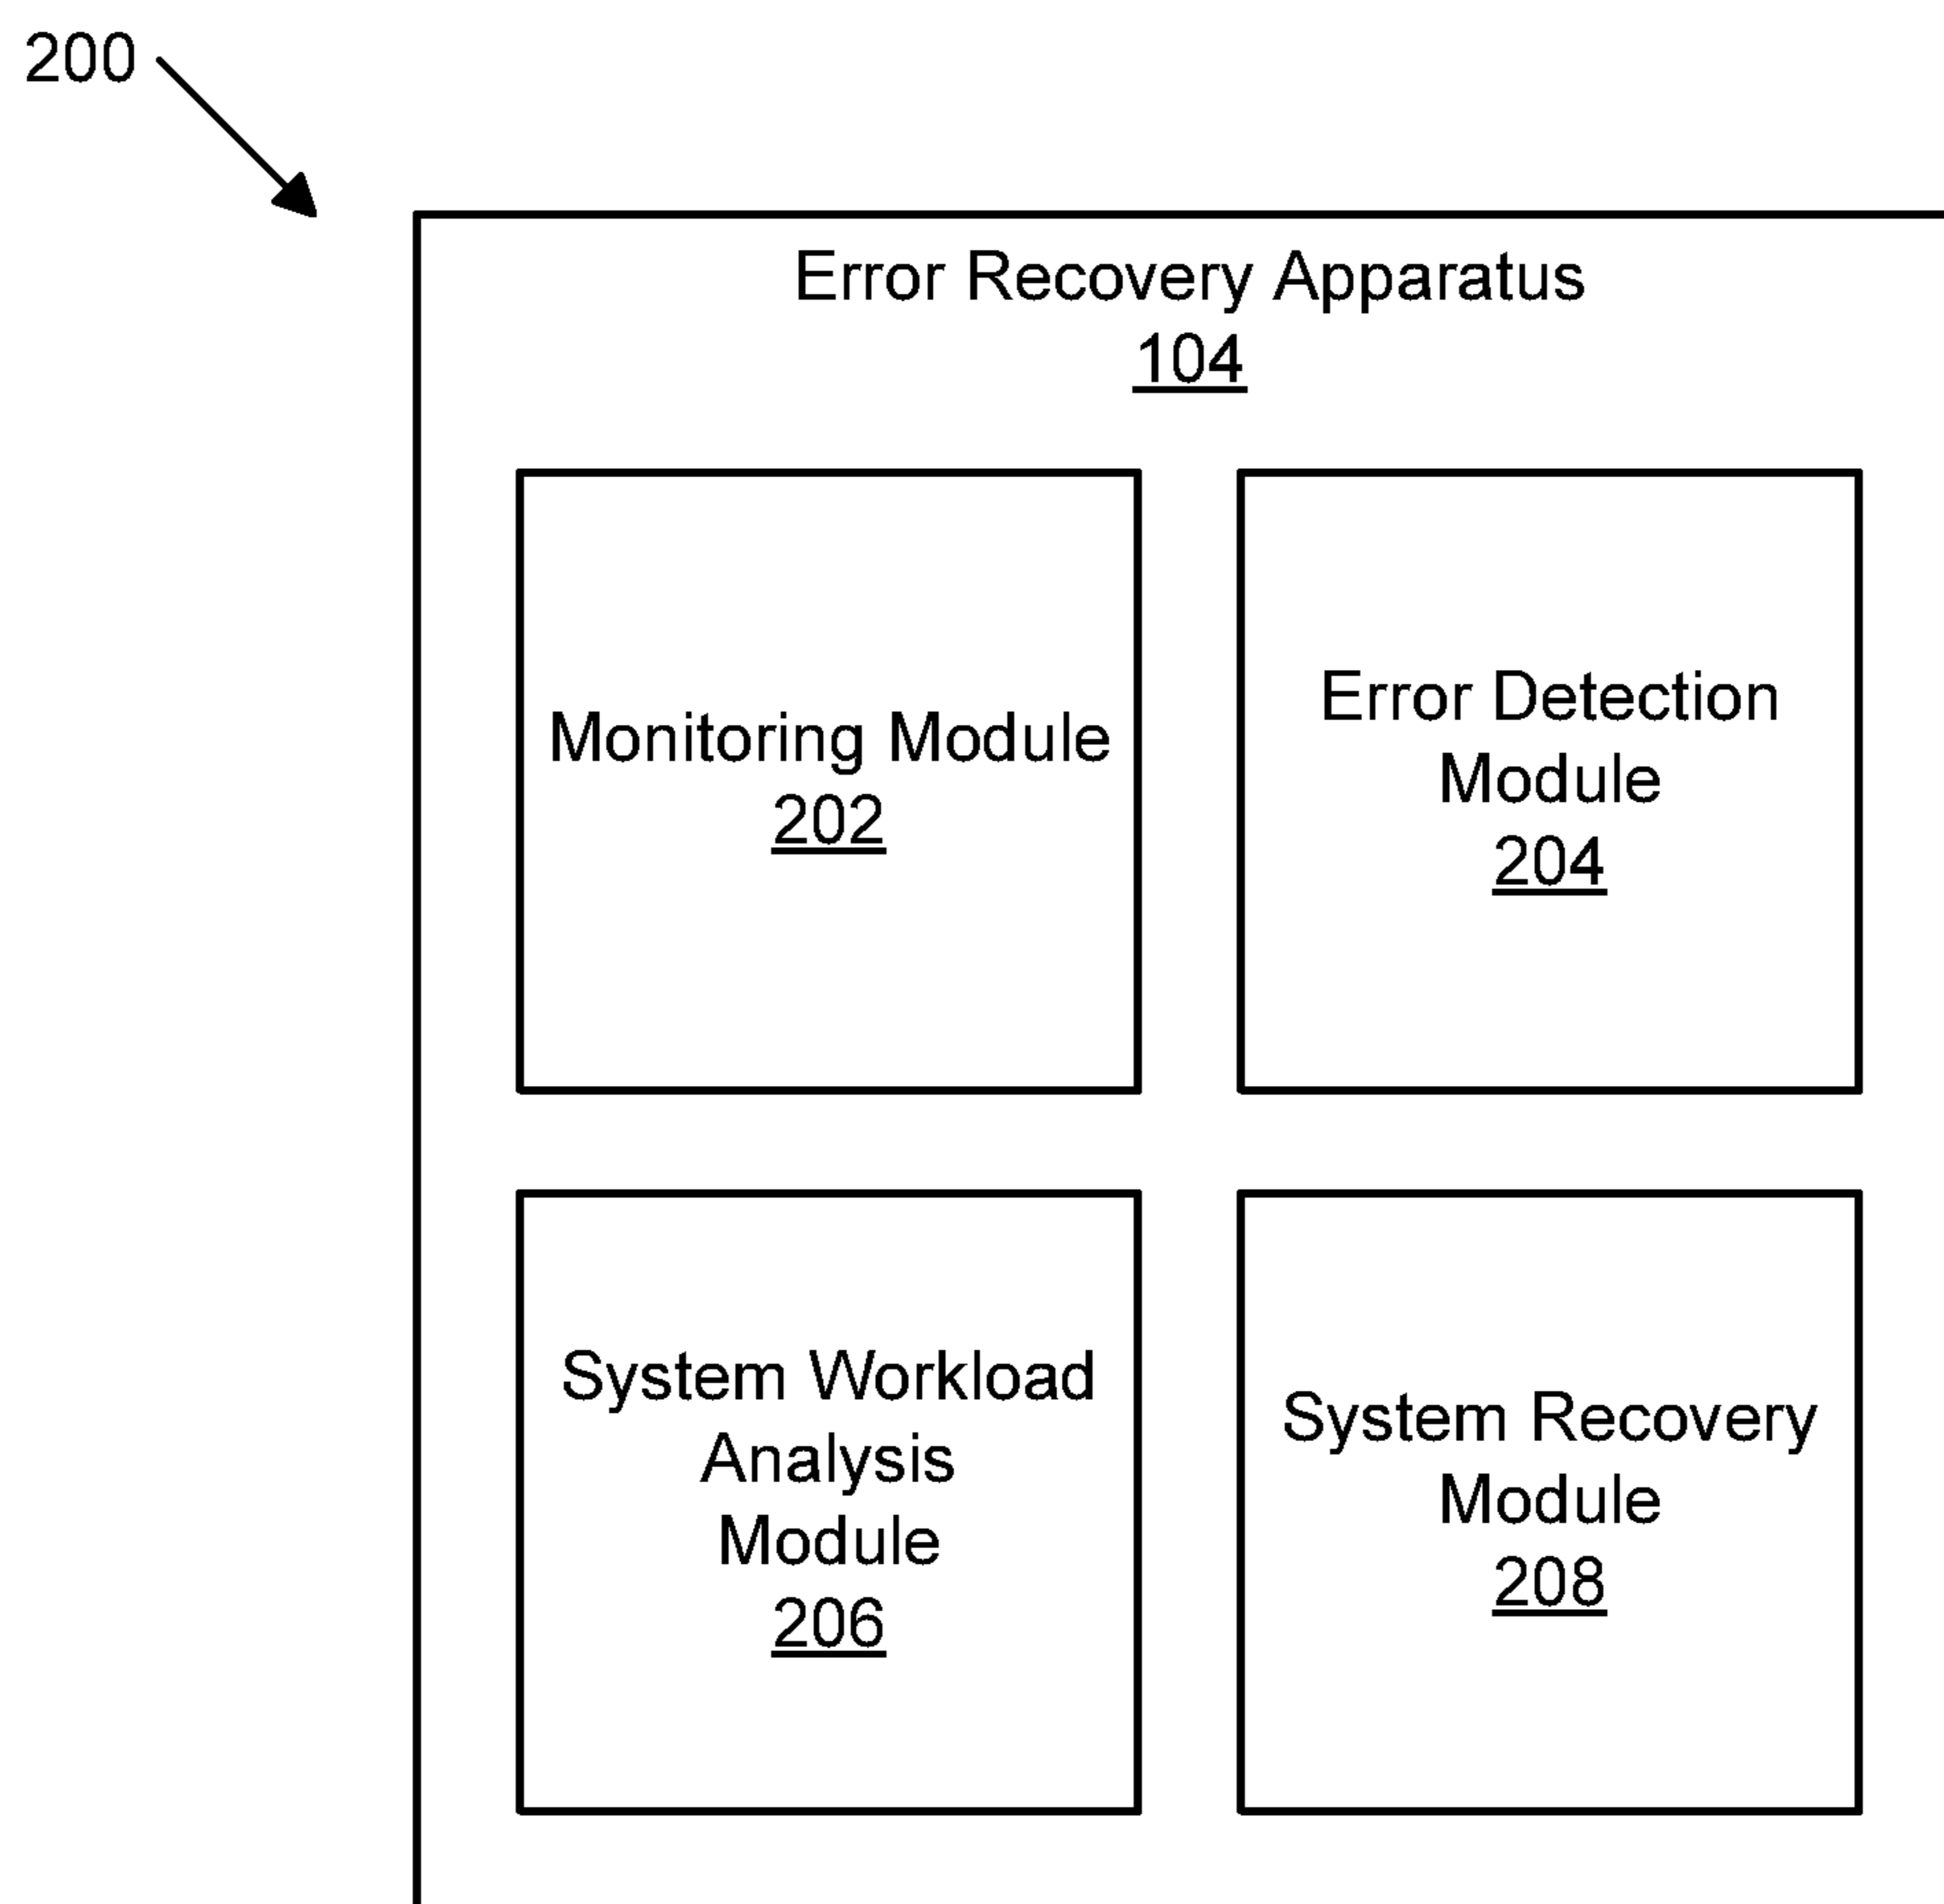 200
Error Recovery Apparatus
104
Monitoring Module
202
Error Detection
Module
204
System Workload
Analysis
Module
206
System Recovery
Module
208